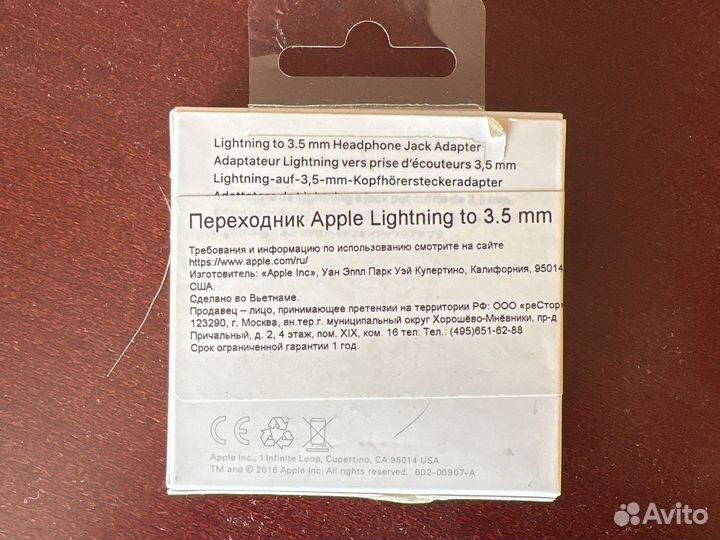 Lightning to 3.5 mm Headphone Jack Adapter
Adaptateur Lightning vers prise d'écouteurs 3,5 mm
Lightning-auf-3,5-mm-Kopfhörersteckeradapter
Переходник Apple Lightning to 3.5 mm
Требования и информацию по использованию смотрите на сайте
https://www.apple.com/ru/
Изготовитель: «Apple Inc», Уан Эппл Парк Уэй Купертино, Калифорния, 95014
США.
Сделано во Вьетнаме.
Продавец – лицо, принимающее претензии на территории РФ: ООО «реСтор
123290, г. Москва, вн.тер.г. муниципальный округ Хорошёво-Мнёвники, пр-д
Причальный, д. 2, 4 этаж, пом. XIX, ком. 16 тел: Тел.: (495)651-62-88
Срок ограниченной гарантии 1 год.
CE
Apple Inc., 1 Infinite Loop, Cupertino, CA 95014 USA
TM and © 2016 Apple Inc. All rights reserved. 602-00907-A
Avito